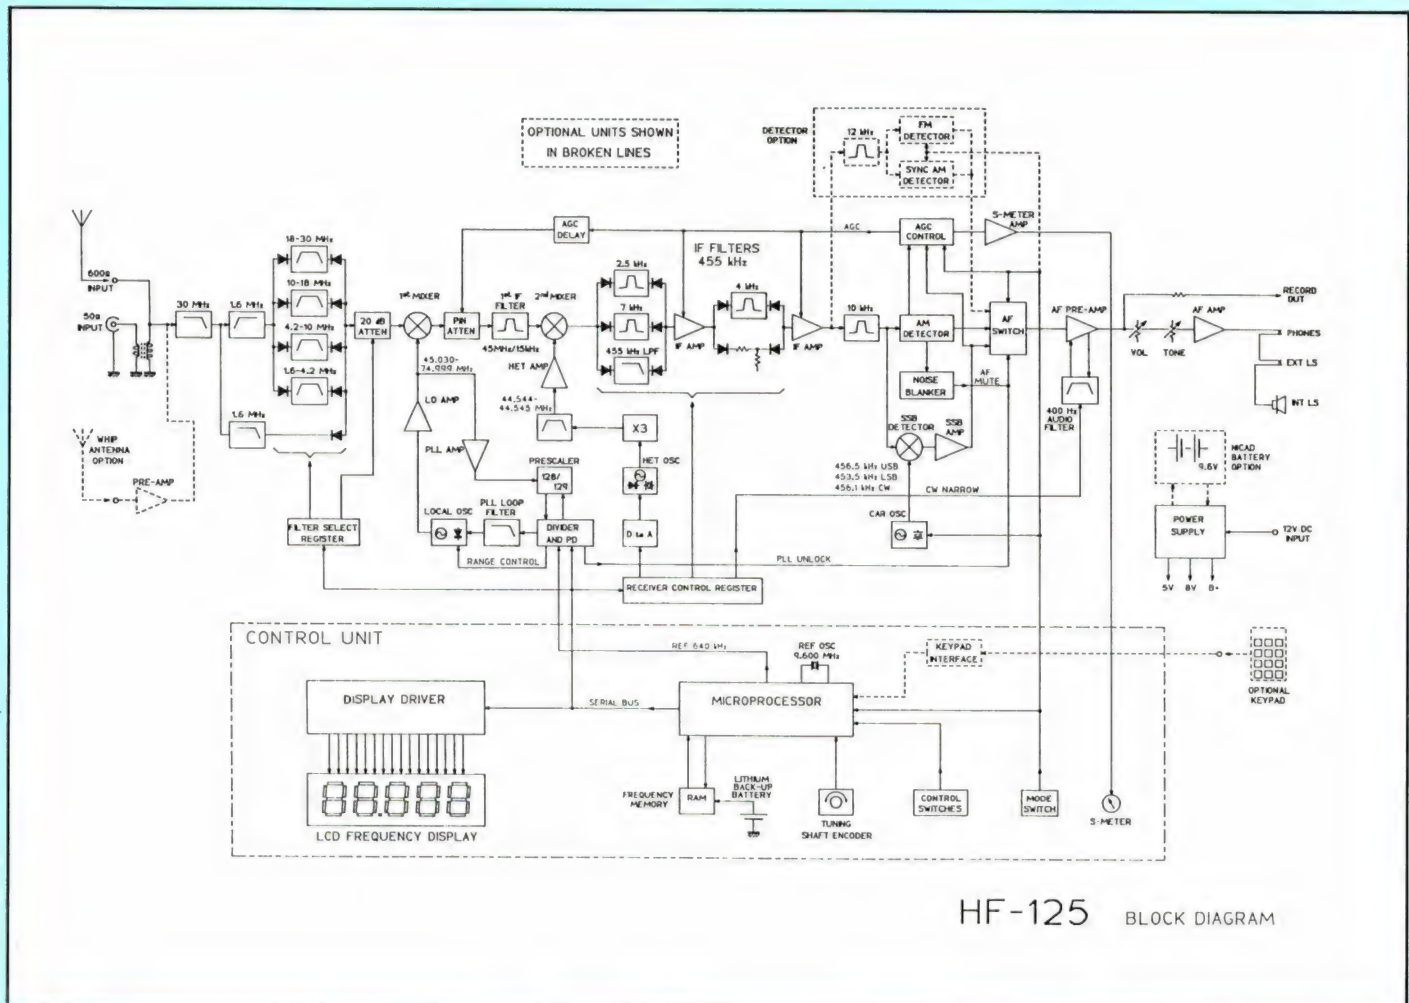 OPTIONAL UNITS SHOWN
IN BROKEN LINES
DETECTOR
OPTION
12 kHz
FM
DETECTOR
SYNC AM
DETECTOR
600Ω
INPUT
50Ω
INPUT
WHIP
ANTENNA
OPTION
PRE-AMP
30 MHz
1.6 MHz
1.6 MHz
18-30 MHz
10-18 MHz
4.2-10 MHz
1.6-4.2 MHz
FILTER SELECT
REGISTER
20 dB
ATTEN
1st MIXER
AGC
DELAY
PIN
ATTEN
1st IF
FILTER
45MHz/15kHz
2nd MIXER
45.030-
74.999 MHz
LO AMP
PLL AMP
HET AMP
44.544-
44.545 MHz
X3
HET OSC
D to A
PRESCALER
128/
129
LOCAL OSC
PLL LOOP
FILTER
DIVIDER
AND PD
RANGE CONTROL
RECEIVER CONTROL REGISTER
PLL UNLOCK
2.5 kHz
7 kHz
455 kHz LPF
IF FILTERS
455 kHz
IF AMP
4 kHz
IF AMP
AGC
AGC
CONTROL
S-METER
AMP
10 kHz
AM
DETECTOR
NOISE
BLANKER
AF
MUTE
AF
SWITCH
SSB
DETECTOR
SSB
AMP
456.5 kHz USB
453.5 kHz LSB
456.1 kHz CW
CW NARROW
CAR OSC
AF PRE-AMP
400 Hz
AUDIO
FILTER
VOL
TONE
AF AMP
RECORD
OUT
PHONES
EXT LS
INT LS
NICAD
BATTERY
OPTION
9.6V
POWER
SUPPLY
12V DC
INPUT
5V
8V
B+
CONTROL UNIT
REF 640 kHz
REF OSC
9.600 MHz
KEYPAD
INTERFACE
OPTIONAL
KEYPAD
DISPLAY DRIVER
SERIAL BUS
MICROPROCESSOR
88.888
LCD FREQUENCY DISPLAY
FREQUENCY
MEMORY
RAM
LITHIUM
BACK-UP
BATTERY
TUNING
SHAFT ENCODER
CONTROL
SWITCHES
MODE
SWITCH
S-METER
HF-125 BLOCK DIAGRAM